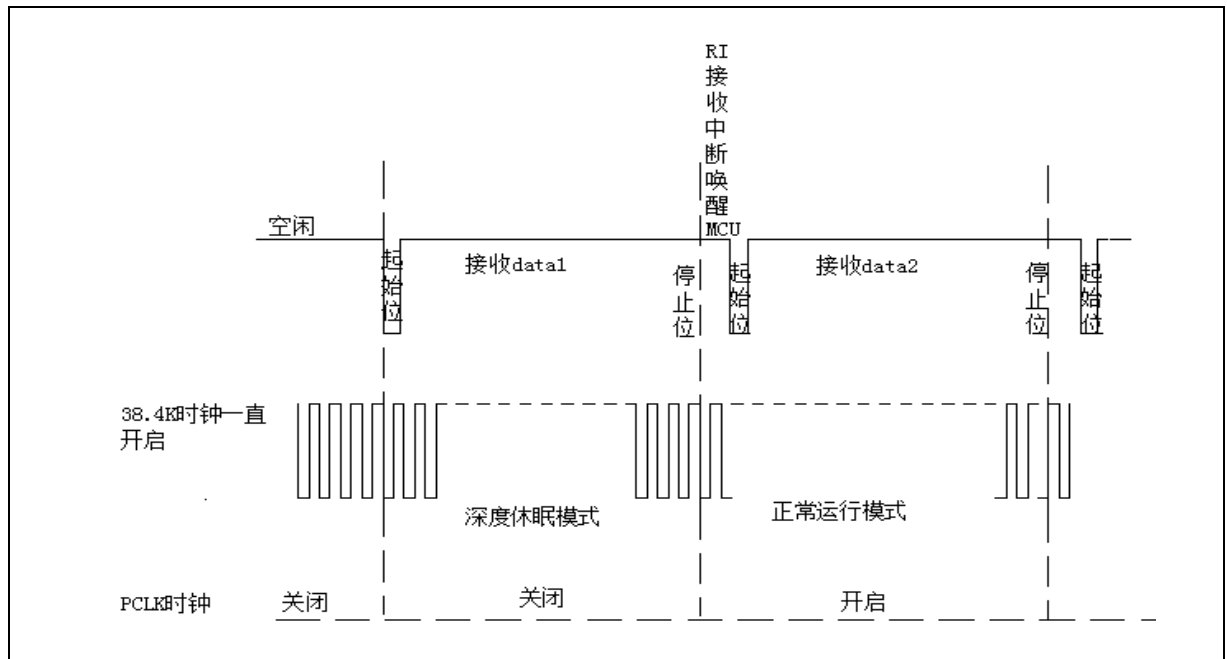 RI
接
收
中
断
唤
醒
MCU
空闲
起
始
位
接收data1
停
止
位
起
始
位
接收data2
停
止
位
起
始
位
38.4K时钟一直
开启
深度休眠模式
正常运行模式
PCLK时钟
关闭
关闭
开启